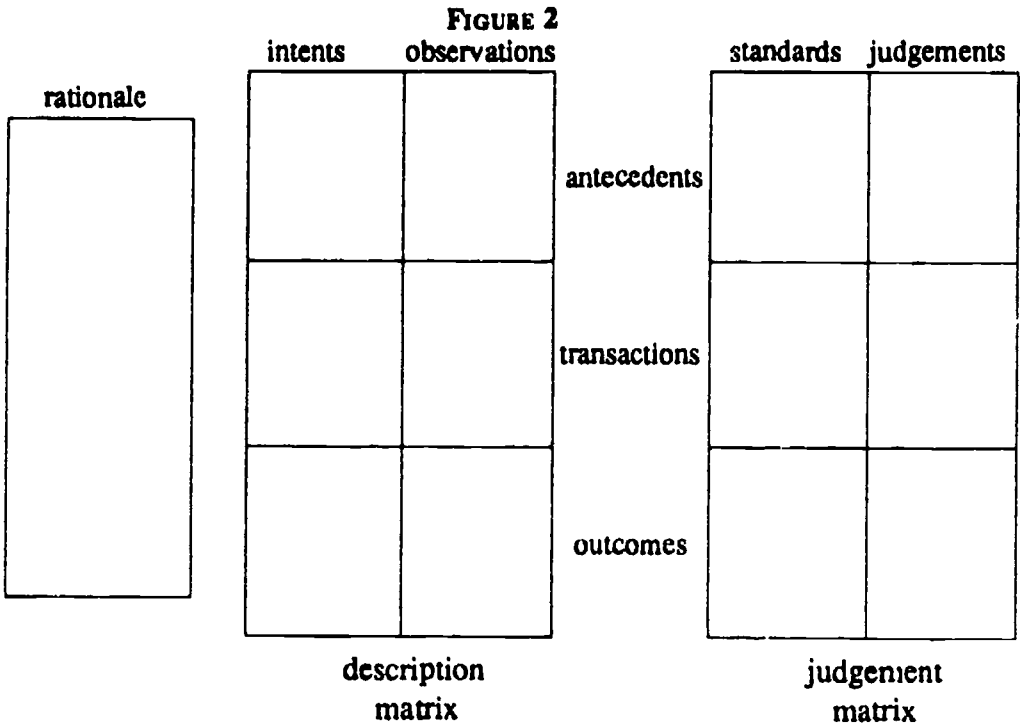 FIGURE 2
intents observations
standards judgements
rationale
antecedents
transactions
outcomes
description
matrix
judgement
matrix